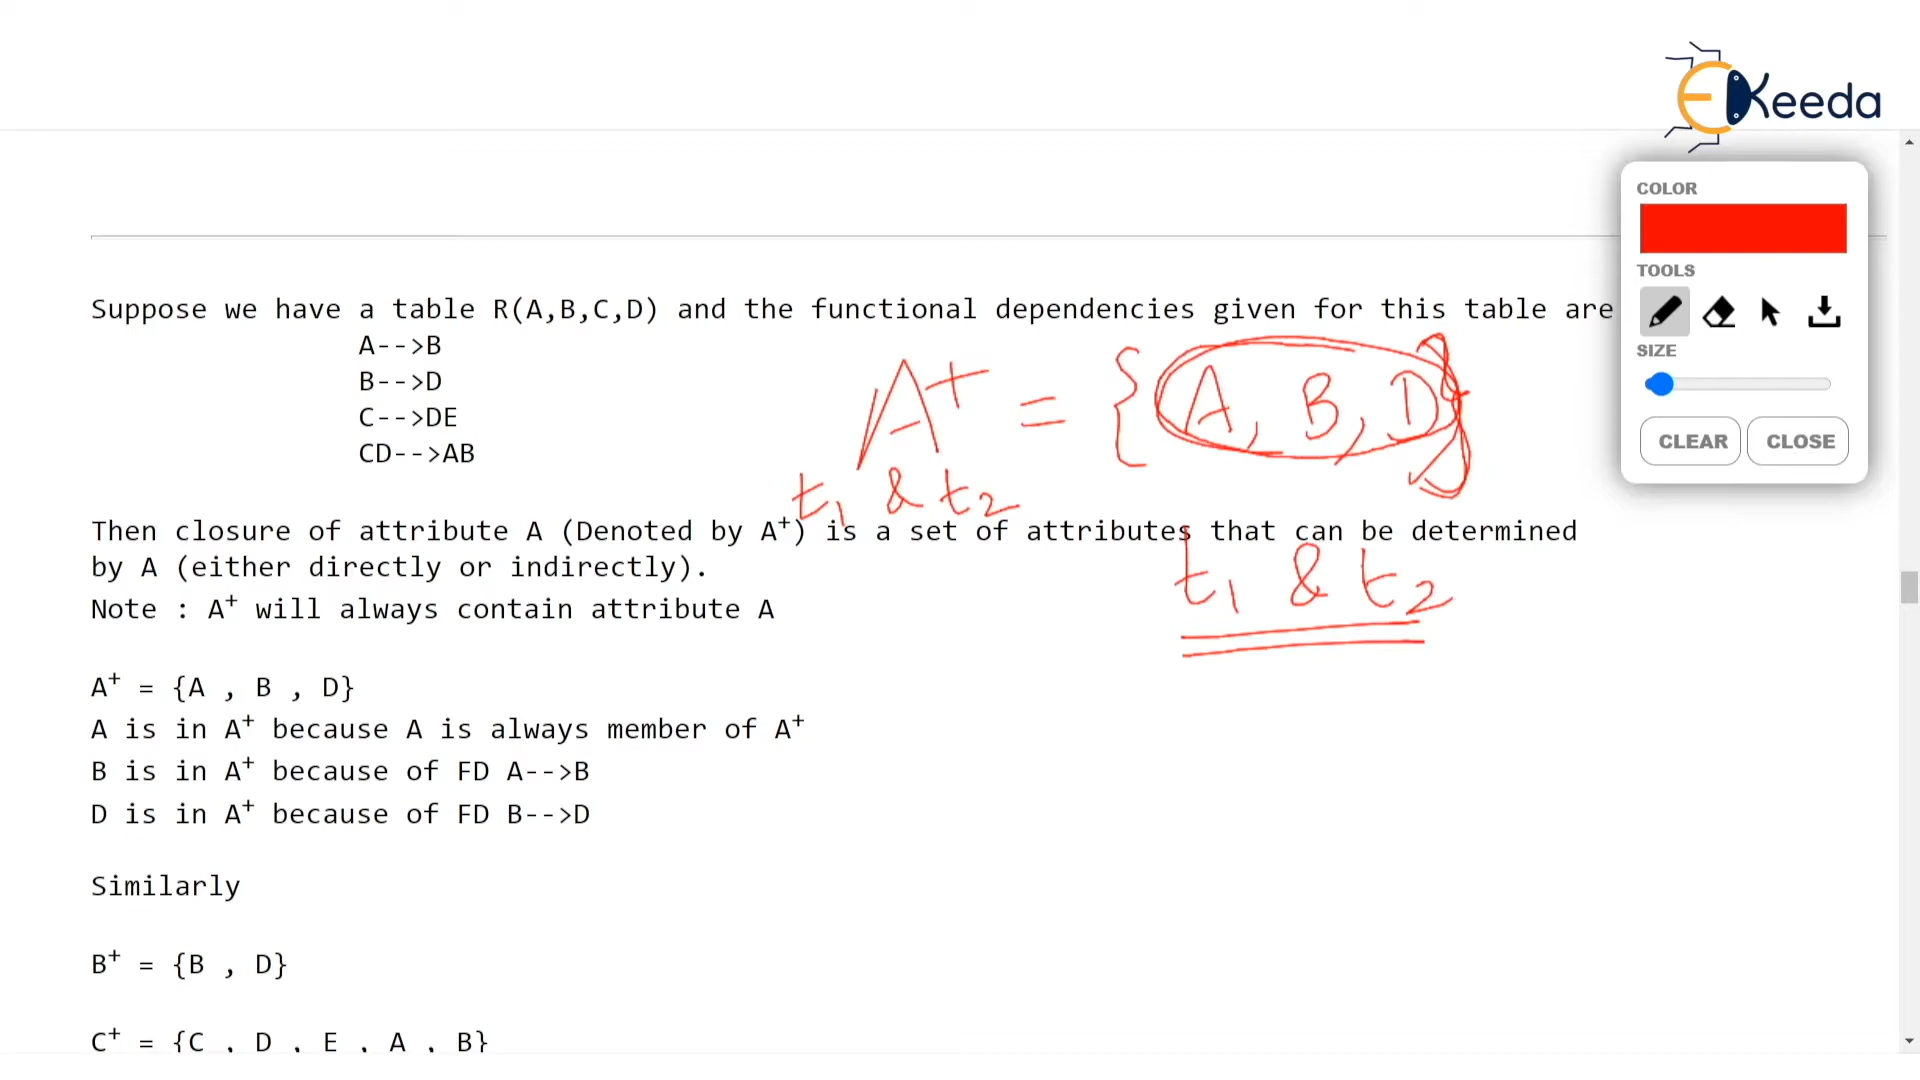 EKeeda
COLOR
TOOLS
SIZE
CLEAR CLOSE
Suppose we have a table R(A,B,C,D) and the functional dependencies given for this table are
A-->B
B-->D
C-->DE
CD-->AB
A+ = {A, B, D}
t1 & t2
Then closure of attribute A (Denoted by A+) is a set of attributes that can be determined
by A (either directly or indirectly).
t1 & t2
Note : A+ will always contain attribute A
A+ = {A , B , D}
A is in A+ because A is always member of A+
B is in A+ because of FD A-->B
D is in A+ because of FD B-->D
Similarly
B+ = {B , D}
C+ = {C , D , E , A , B}